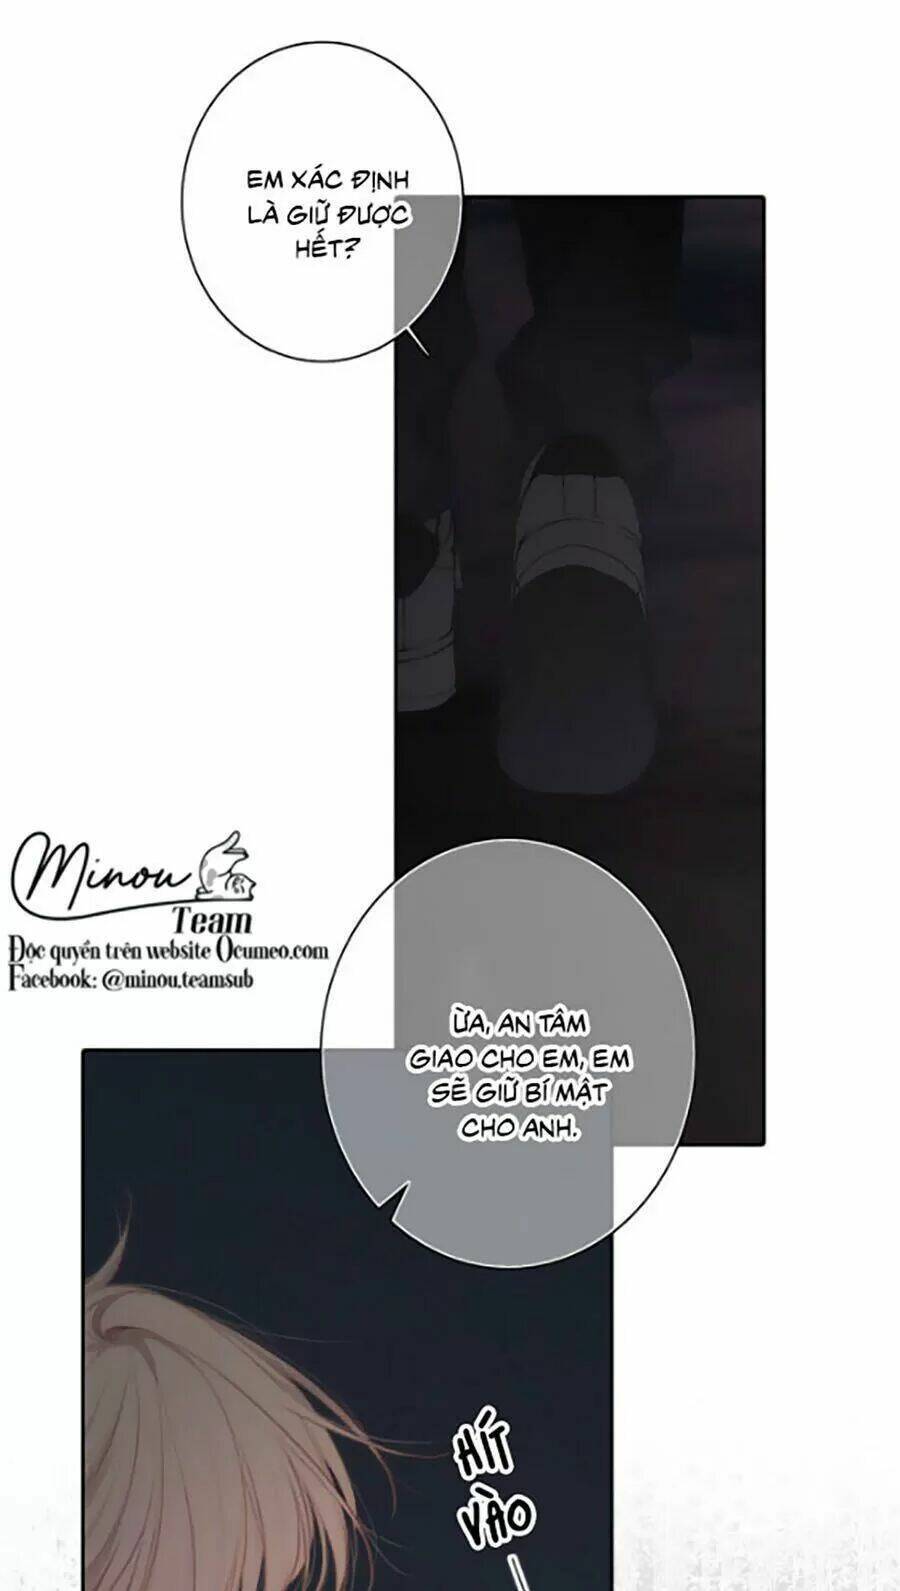 EM XÁC ĐỊNH
LÀ GIỮ ĐƯỢC
HẾT?
Minou
Team
Độc quyền trên website Ocumeo.com
Facebook: @minou.teamsub
ỪA, AN TÂM
GIAO CHO EM, EM
SẼ GIỮ BÍ MẬT
CHO ANH.
HÍT
VÀO